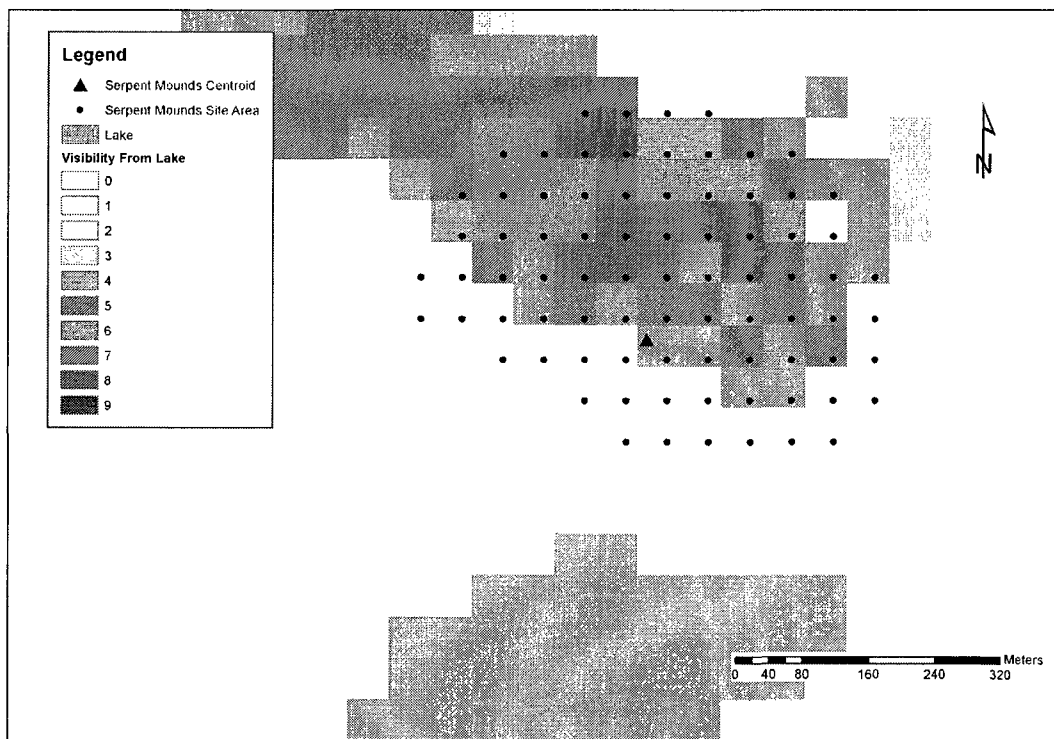 Legend
Serpent Mounds Centroid
Serpent Mounds Site Area
Lake
Visibility From Lake
0
1
2
3
4
5
6
7
8
9
N
Meters
0 40 80 160 240 320